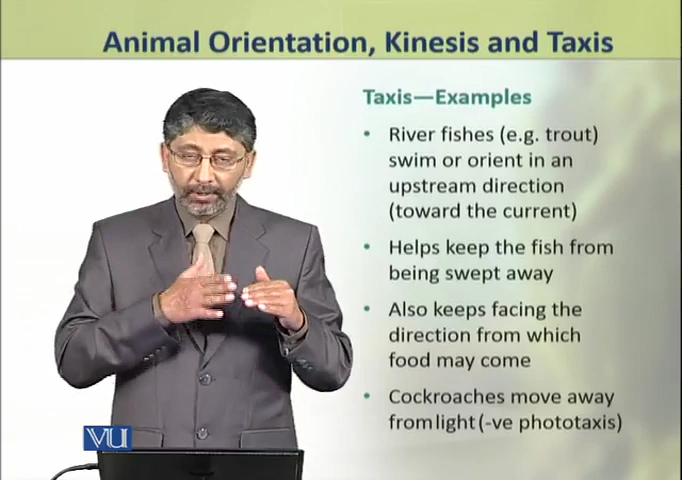 Animal Orientation, Kinesis and Taxis
Taxis—Examples
• River fishes (e.g. trout)
swim or orient in an
upstream direction
(toward the current)
• Helps keep the fish from
being swept away
• Also keeps facing the
direction from which
food may come
• Cockroaches move away
from light (-ve phototaxis)
VU